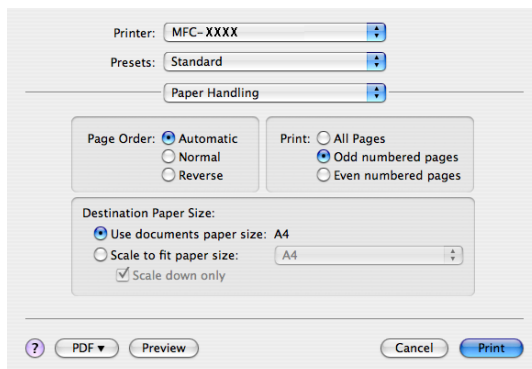 Printer: MFC-XXXX
Presets: Standard
Paper Handling
Page Order: Automatic
Normal
Reverse
Print: All Pages
Odd numbered pages
Even numbered pages
Destination Paper Size:
Use documents paper size: A4
Scale to fit paper size: A4
Scale down only
? PDF ▼ Preview Cancel Print